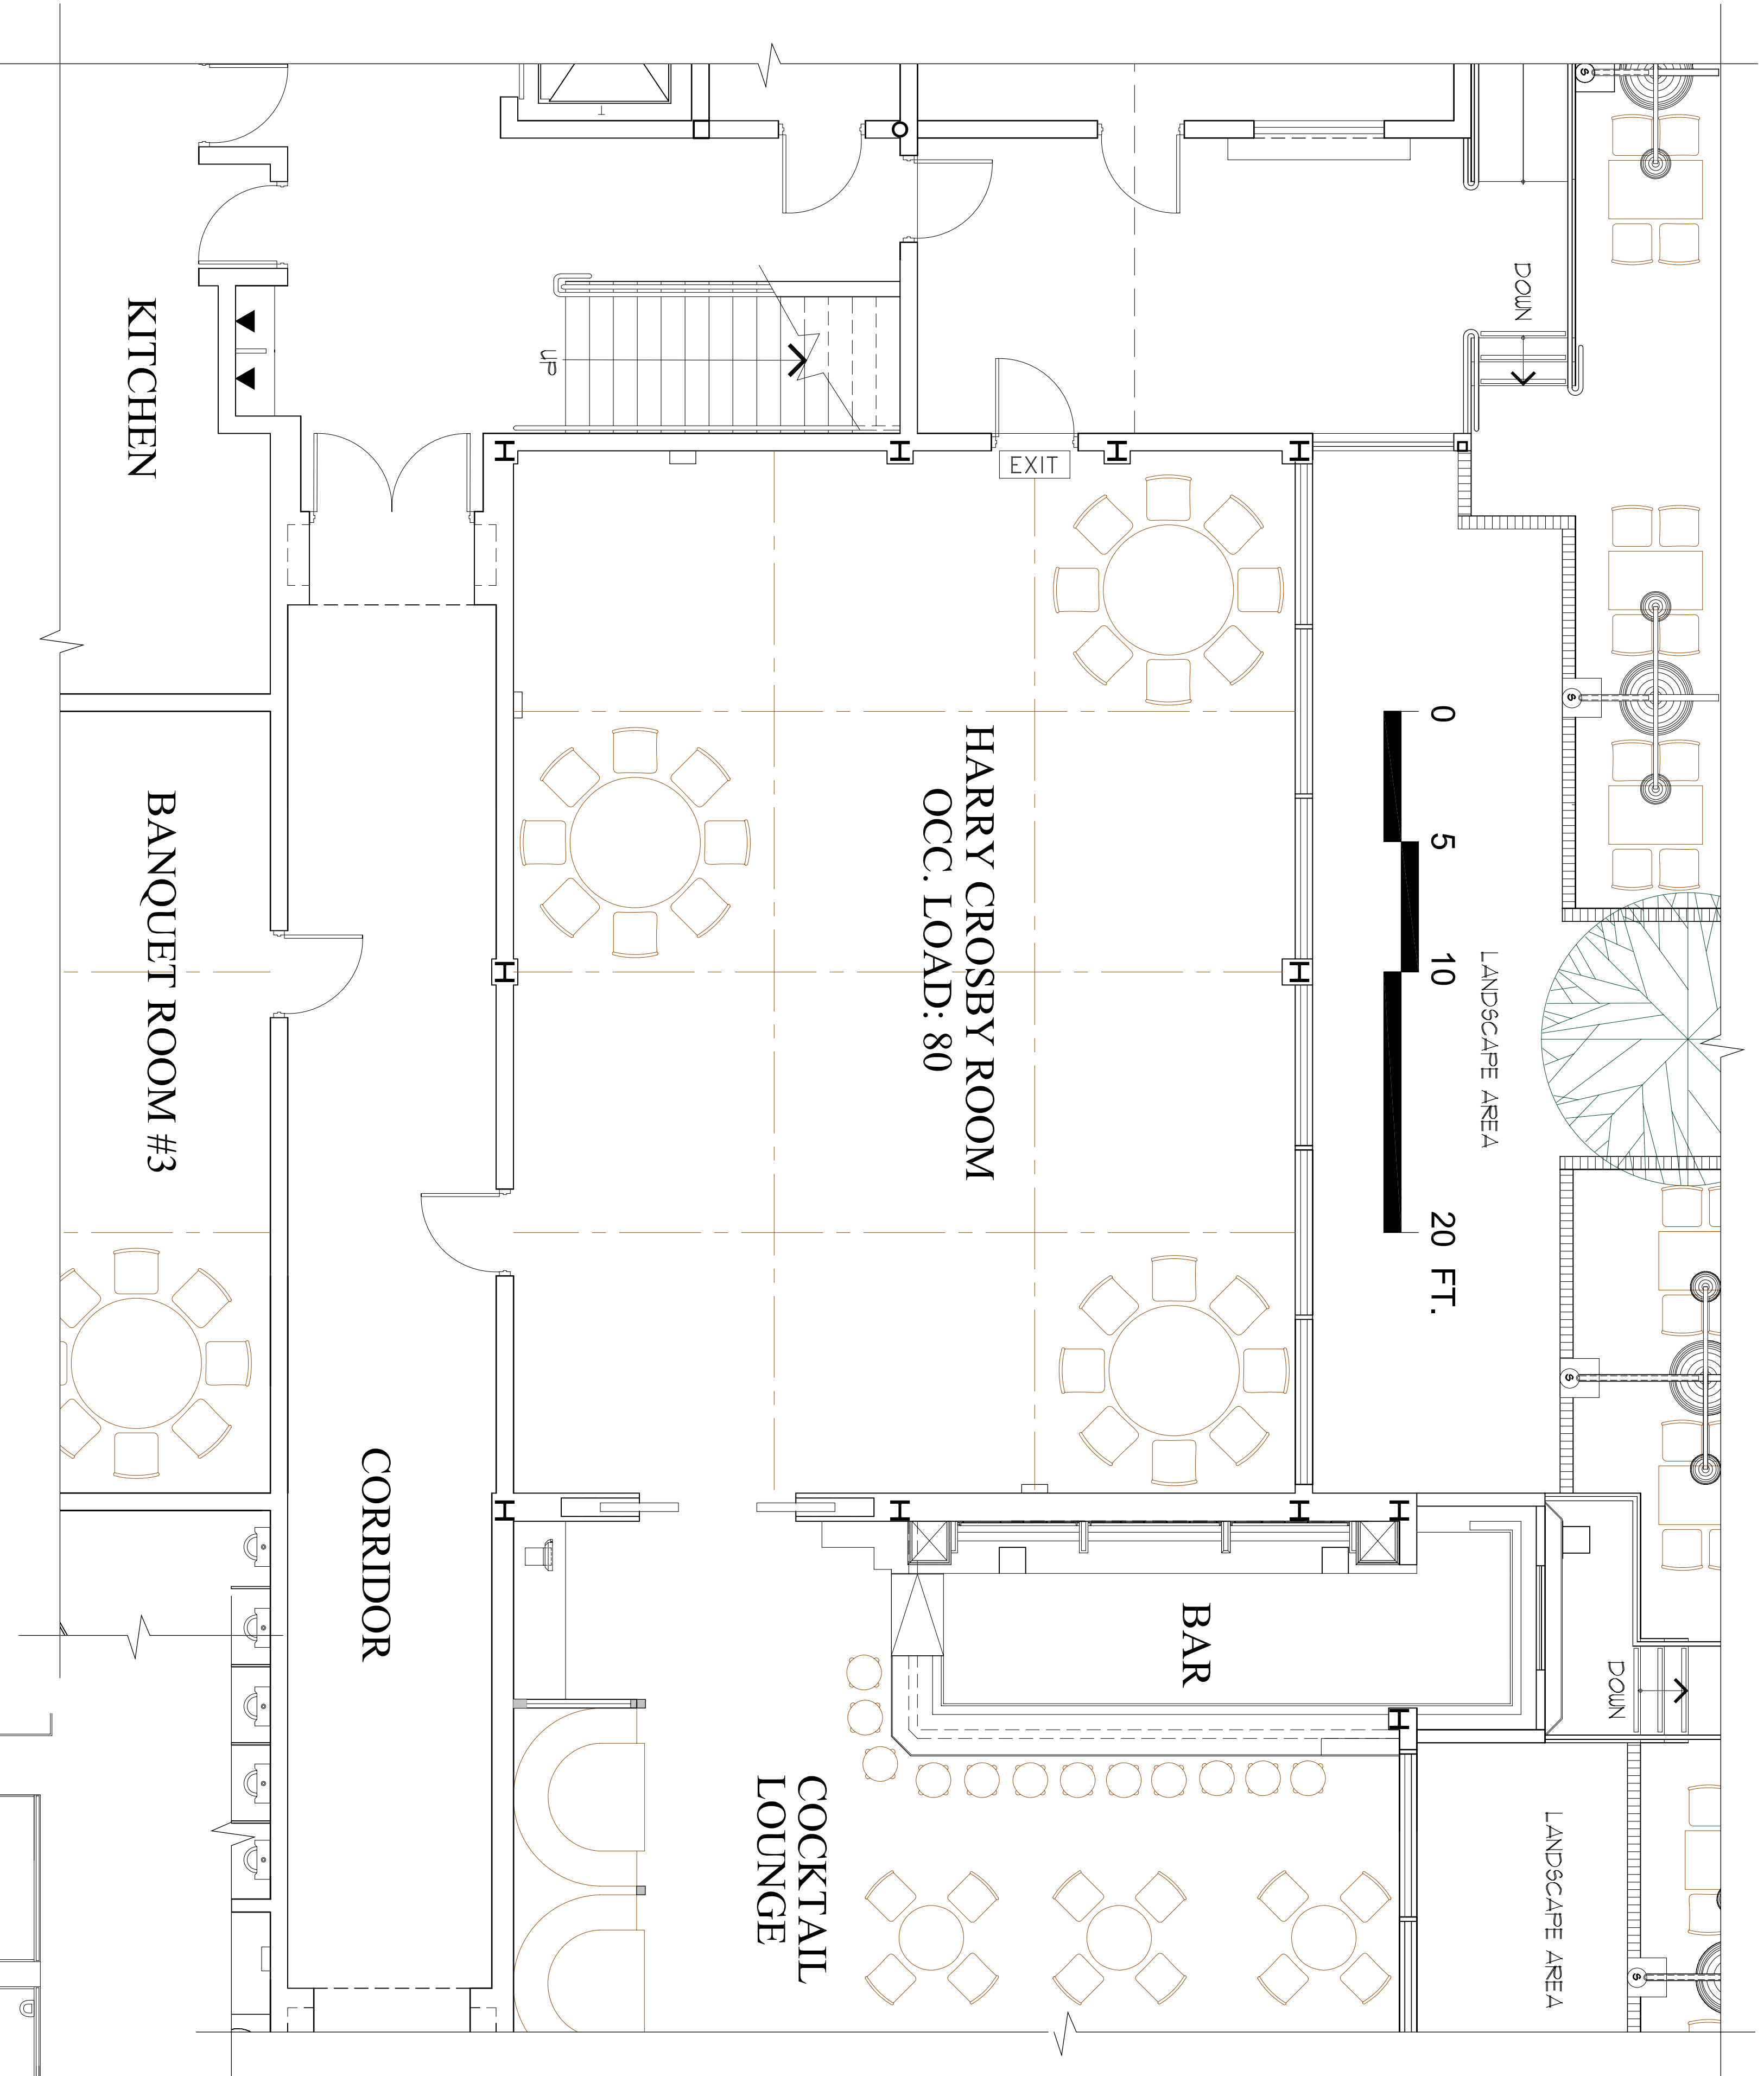 S
S
S
S
DOWN
DOWN
LANDSCAPE AREA
LANDSCAPE AREA
0 5 10 20 FT.
BAR
EXIT
HARRY CROSBY ROOM
OCC. LOAD: 80
COCKTAIL
LOUNGE
UP
CORRIDOR
BANQUET ROOM #3
KITCHEN